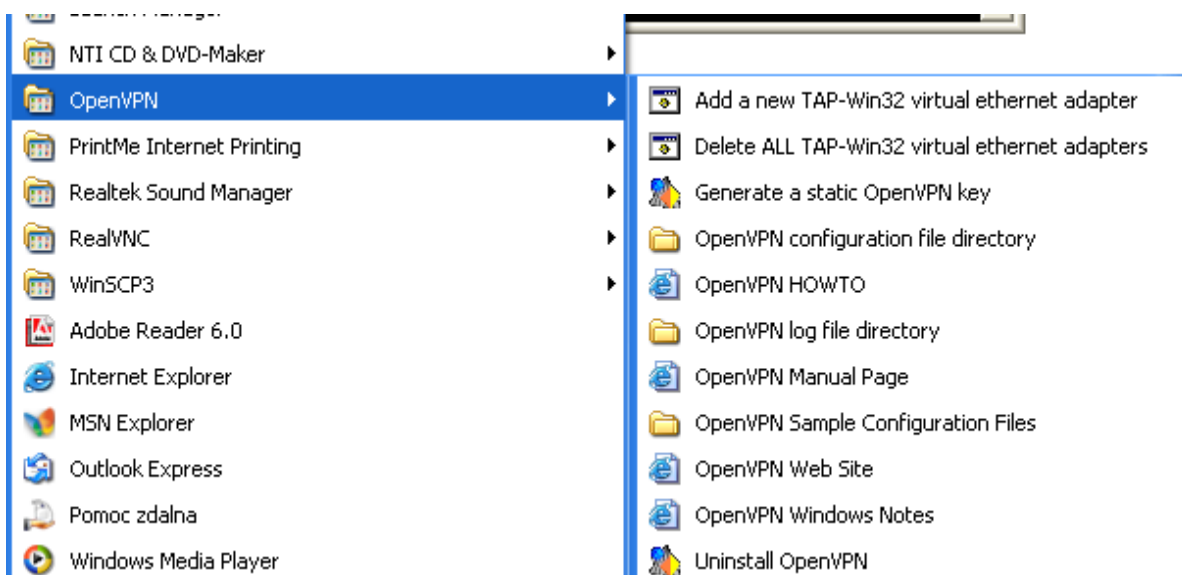 NTI CD & DVD-Maker
OpenVPN
PrintMe Internet Printing
Realtek Sound Manager
RealVNC
WinSCP3
Adobe Reader 6.0
Internet Explorer
MSN Explorer
Outlook Express
Pomoc zdalna
Windows Media Player
Add a new TAP-Win32 virtual ethernet adapter
Delete ALL TAP-Win32 virtual ethernet adapters
Generate a static OpenVPN key
OpenVPN configuration file directory
OpenVPN HOWTO
OpenVPN log file directory
OpenVPN Manual Page
OpenVPN Sample Configuration Files
OpenVPN Web Site
OpenVPN Windows Notes
Uninstall OpenVPN